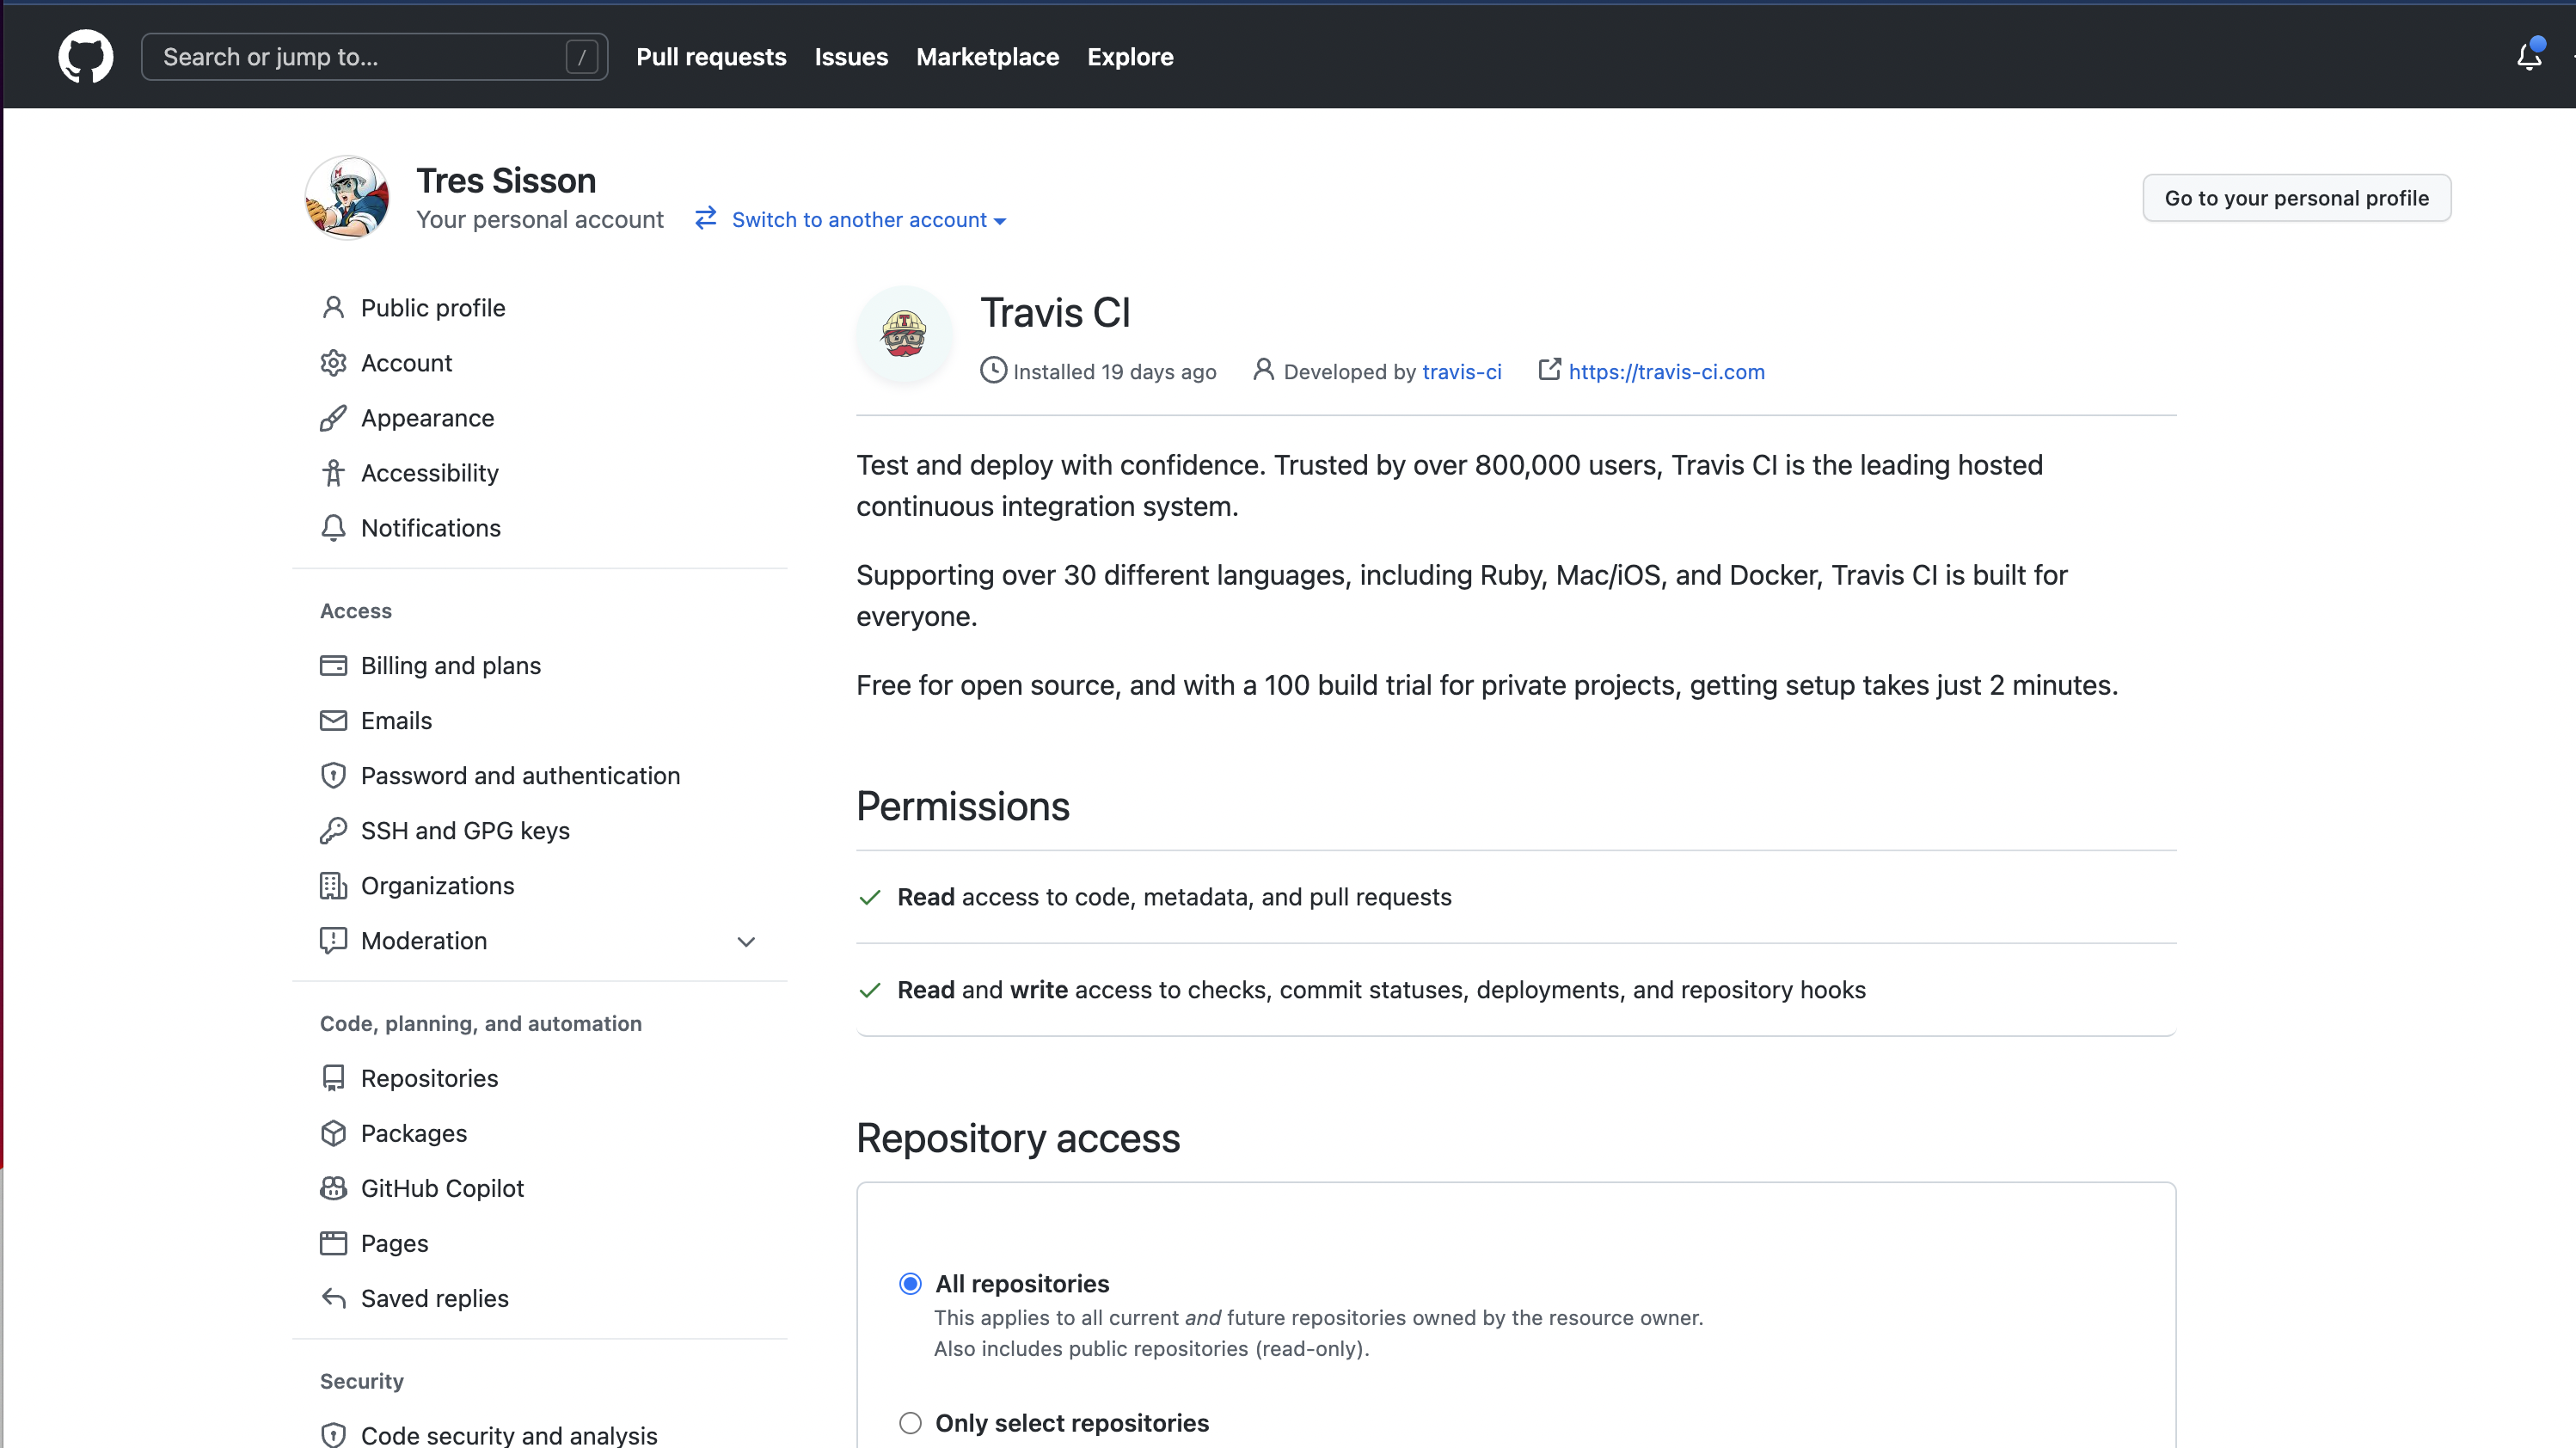 Search or jump to...
/
Pull requests
Issues
Marketplace
Explore
Tres Sisson
Your personal account
Switch to another account
Go to your personal profile
Public profile
Account
Appearance
Accessibility
Notifications
Access
Billing and plans
Emails
Password and authentication
SSH and GPG keys
Organizations
Moderation
Code, planning, and automation
Repositories
Packages
GitHub Copilot
Pages
Saved replies
Security
Code security and analysis
Travis CI
Installed 19 days ago
Developed by travis-ci
https://travis-ci.com
Test and deploy with confidence. Trusted by over 800,000 users, Travis CI is the leading hosted
continuous integration system.
Supporting over 30 different languages, including Ruby, Mac/iOS, and Docker, Travis CI is built for
everyone.
Free for open source, and with a 100 build trial for private projects, getting setup takes just 2 minutes.
Permissions
Read access to code, metadata, and pull requests
Read and write access to checks, commit statuses, deployments, and repository hooks
Repository access
All repositories
This applies to all current and future repositories owned by the resource owner.
Also includes public repositories (read-only).
Only select repositories